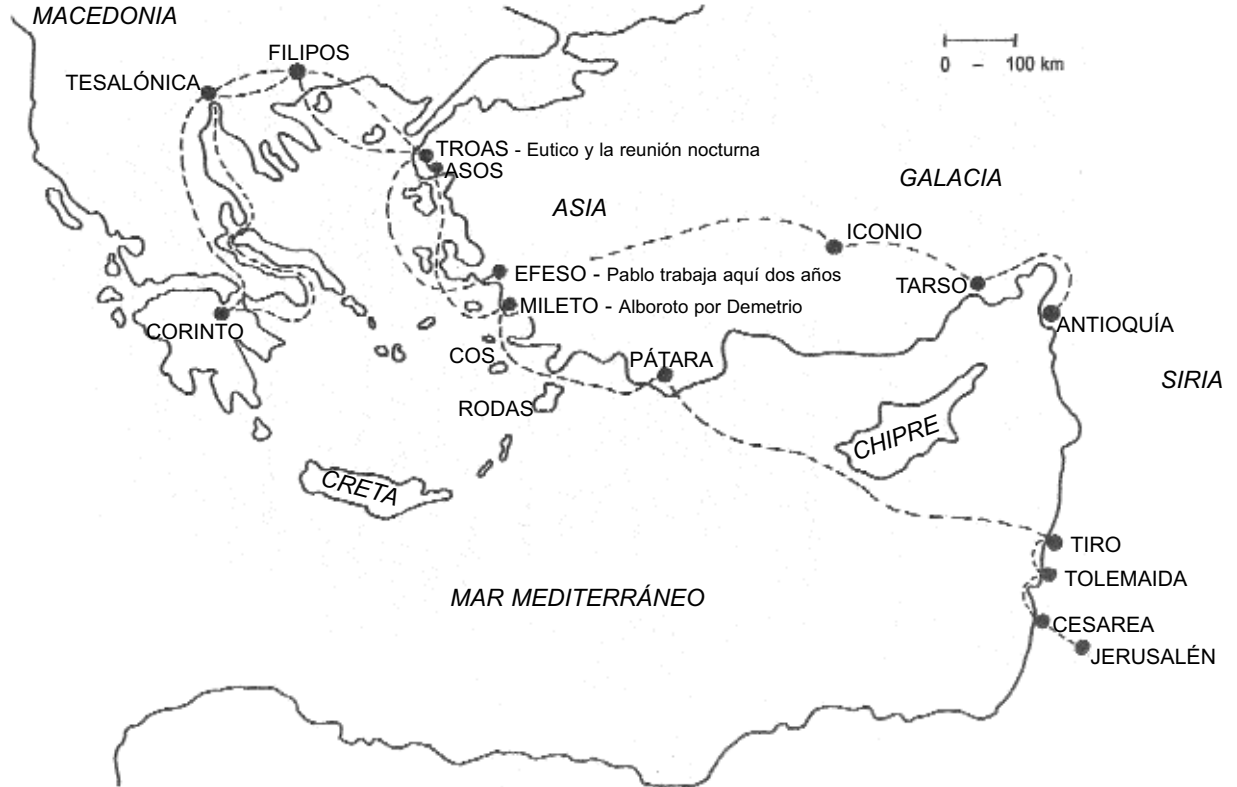 MACEDONIA
FILIPOS
TESALÓNICA
0 – 100 km
TROAS - Eutico y la reunión nocturna
ASOS
GALACIA
ASIA
ICONIO
EFESO - Pablo trabaja aquí dos años
TARSO
MILETO - Alboroto por Demetrio
ANTIOQUÍA
CORINTO
COS
PÁTARA
SIRIA
RODAS
CHIPRE
CRETA
TIRO
TOLEMAIDA
MAR MEDITERRÁNEO
CESAREA
JERUSALÉN